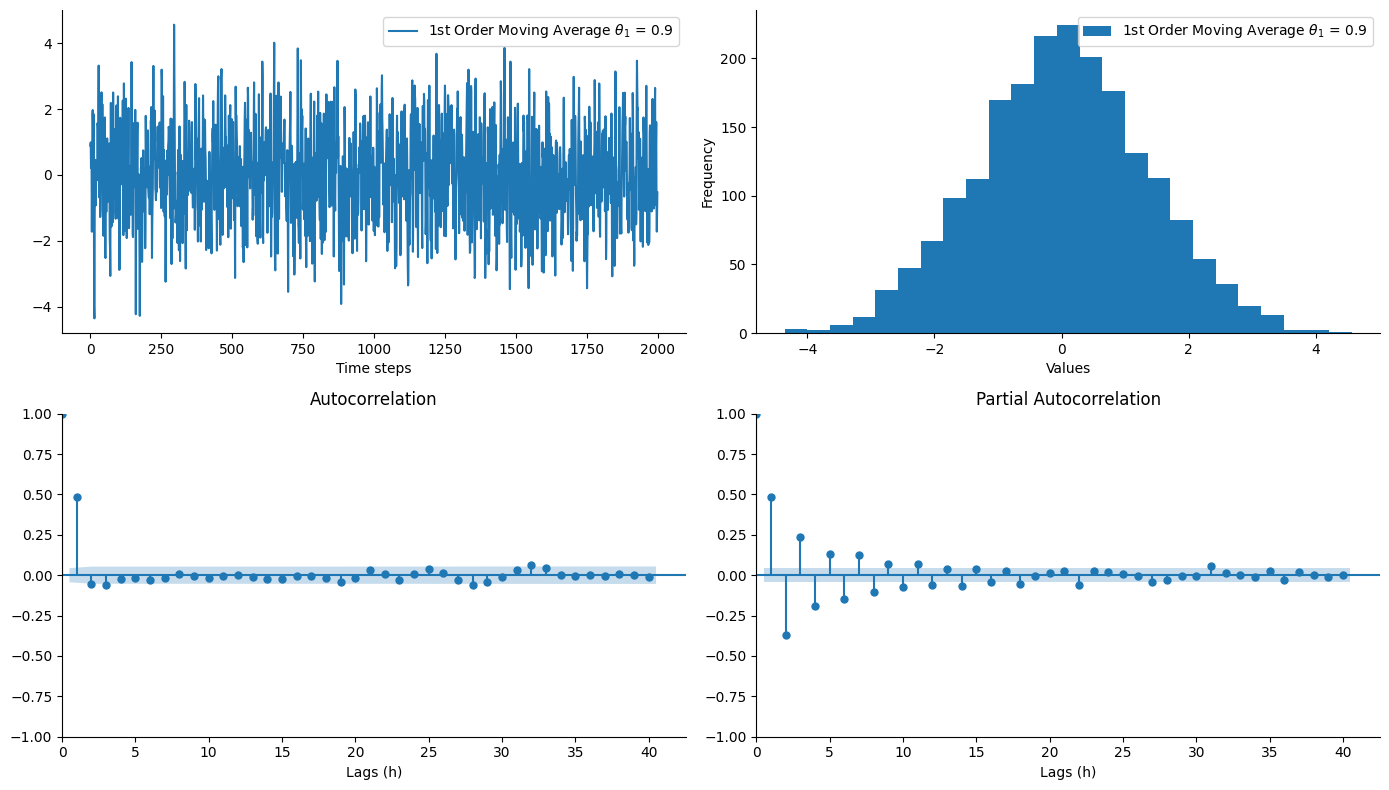 1st Order Moving Average θ₁ = 0.9
4
2
0
−2
−4
0 250 500 750 1000 1250 1500 1750 2000
Time steps
1st Order Moving Average θ₁ = 0.9
Frequency
200
150
100
50
0
−4 −2 0 2 4
Values
Autocorrelation
1.00
0.75
0.50
0.25
0.00
−0.25
−0.50
−0.75
−1.00
0 5 10 15 20 25 30 35 40
Lags (h)
Partial Autocorrelation
1.00
0.75
0.50
0.25
0.00
−0.25
−0.50
−0.75
−1.00
0 5 10 15 20 25 30 35 40
Lags (h)